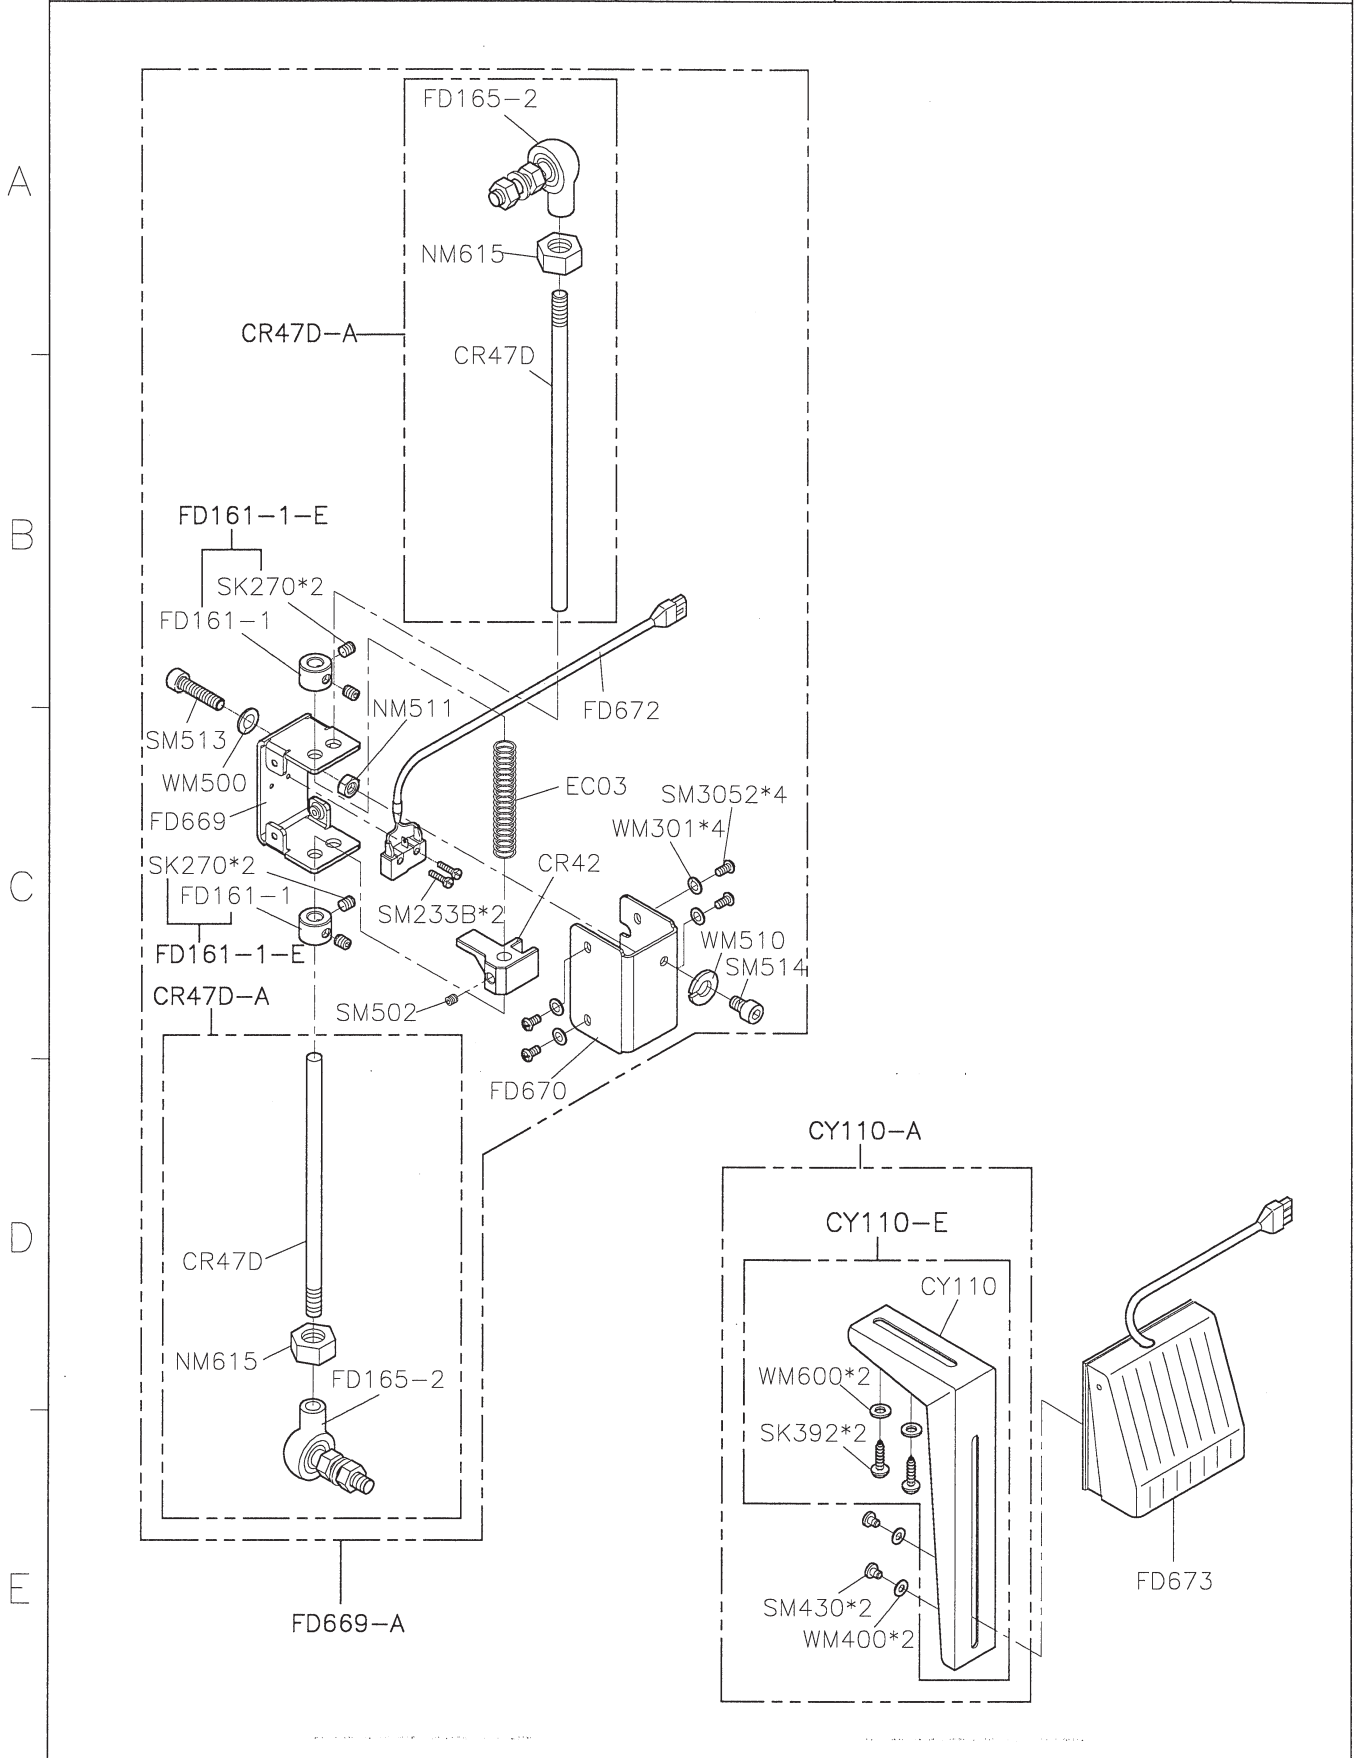 A
B
C
D
E
FD165-2
NM615
CR47D-A
CR47D
FD161-1-E
SK270*2
FD161-1
FD672
NM511
SM513
WM500
FD669
EC03
SM3052*4
WM301*4
CR42
SK270*2
FD161-1
SM233B*2
FD161-1-E
WM510
SM514
CR47D-A
SM502
FD670
CR47D
NM615
FD165-2
FD669-A
CY110-A
CY110-E
CY110
WM600*2
SK392*2
SM430*2
WM400*2
FD673